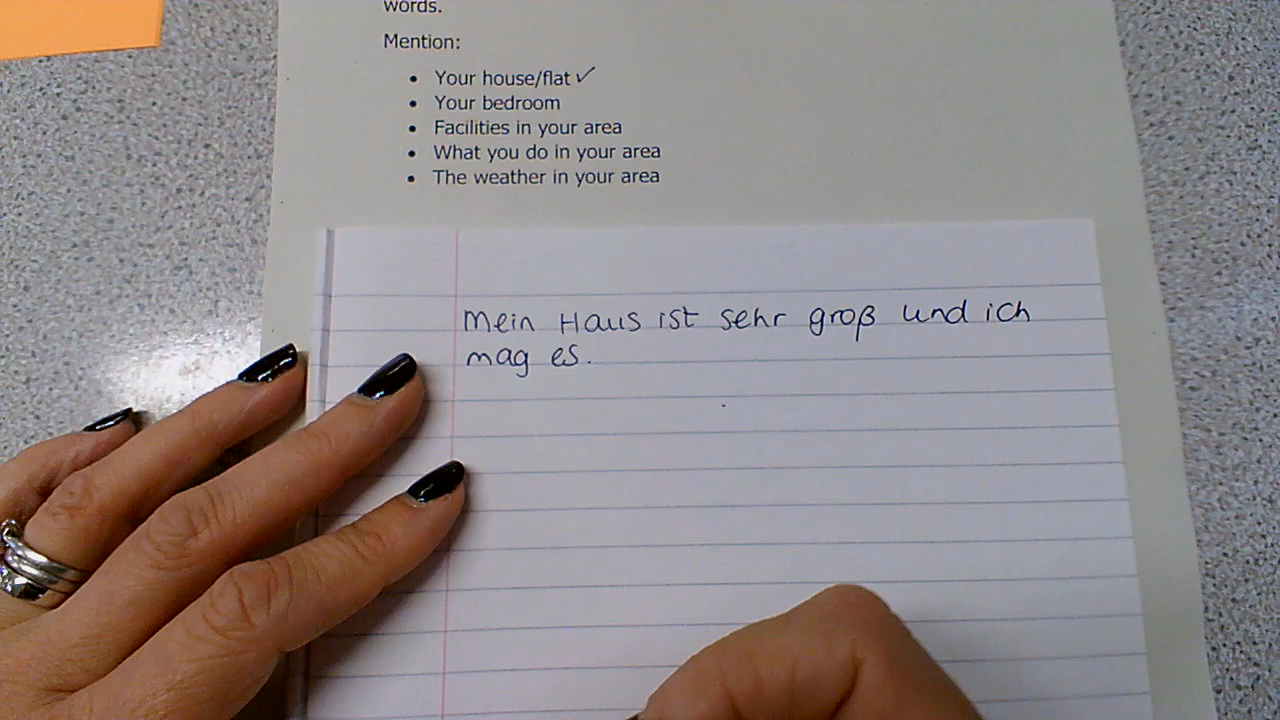 words.
Mention:
• Your house/flat ✓
• Your bedroom
• Facilities in your area
• What you do in your area
• The weather in your area
Mein Haus ist sehr groß und ich
mag es.